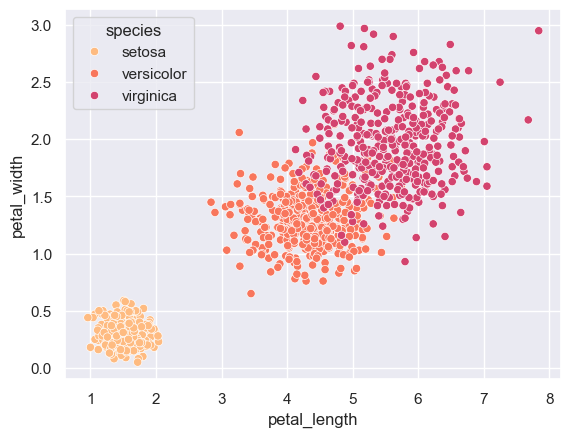 species
setosa
versicolor
virginica
3.0
2.5
2.0
1.5
1.0
0.5
0.0
petal_width
1 2 3 4 5 6 7 8
petal_length